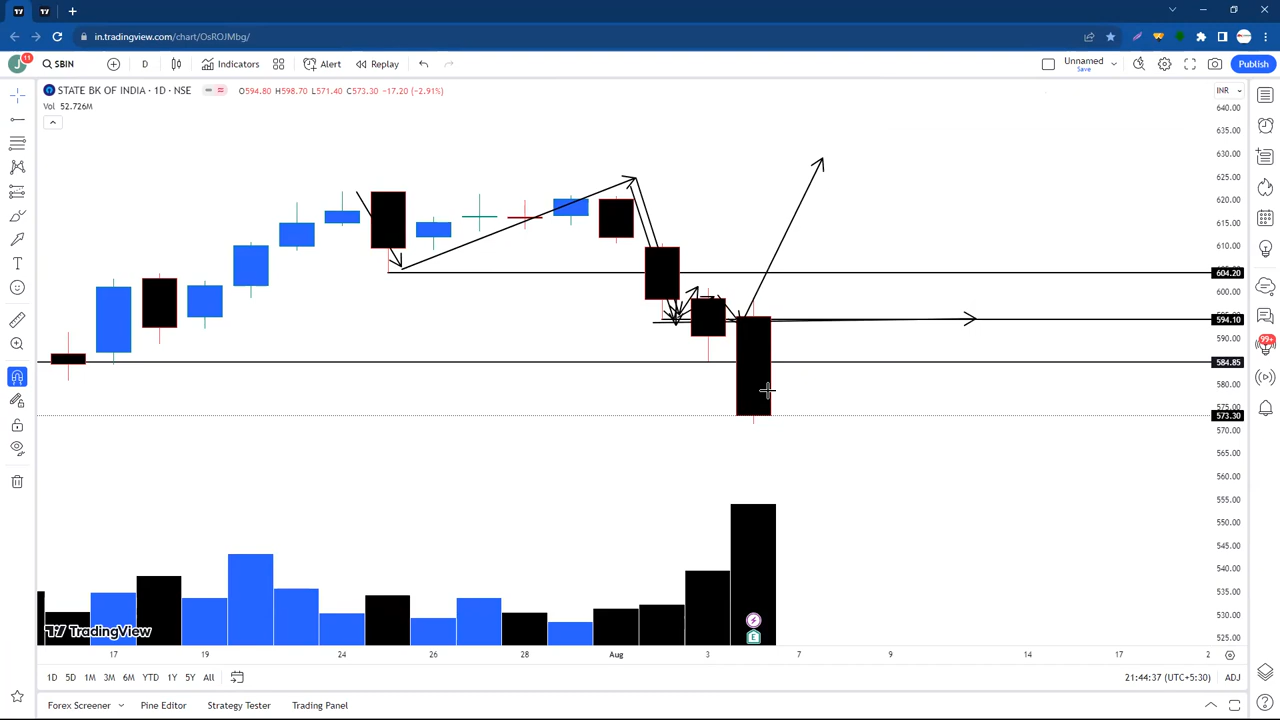 in.tradingview.com/chart/OsROJMbg/
J 11 SBIN D Indicators Alert Replay Unnamed Save Publish
STATE BK OF INDIA · 1D · NSE O594.80 H598.70 L571.40 C573.30 −17.20 (−2.91%) INR
Vol 52.726M
640.00
635.00
630.00
625.00
620.00
615.00
610.00
604.20
600.00
594.10
590.00
584.85
580.00
575.00
573.30
570.00
565.00
560.00
555.00
550.00
545.00
540.00
535.00
530.00
525.00
99+
E
TradingView
17 19 24 26 28 Aug 3 7 9 14 17 2
1D 5D 1M 3M 6M YTD 1Y 5Y All 21:44:37 (UTC+5:30) ADJ
Forex Screener Pine Editor Strategy Tester Trading Panel